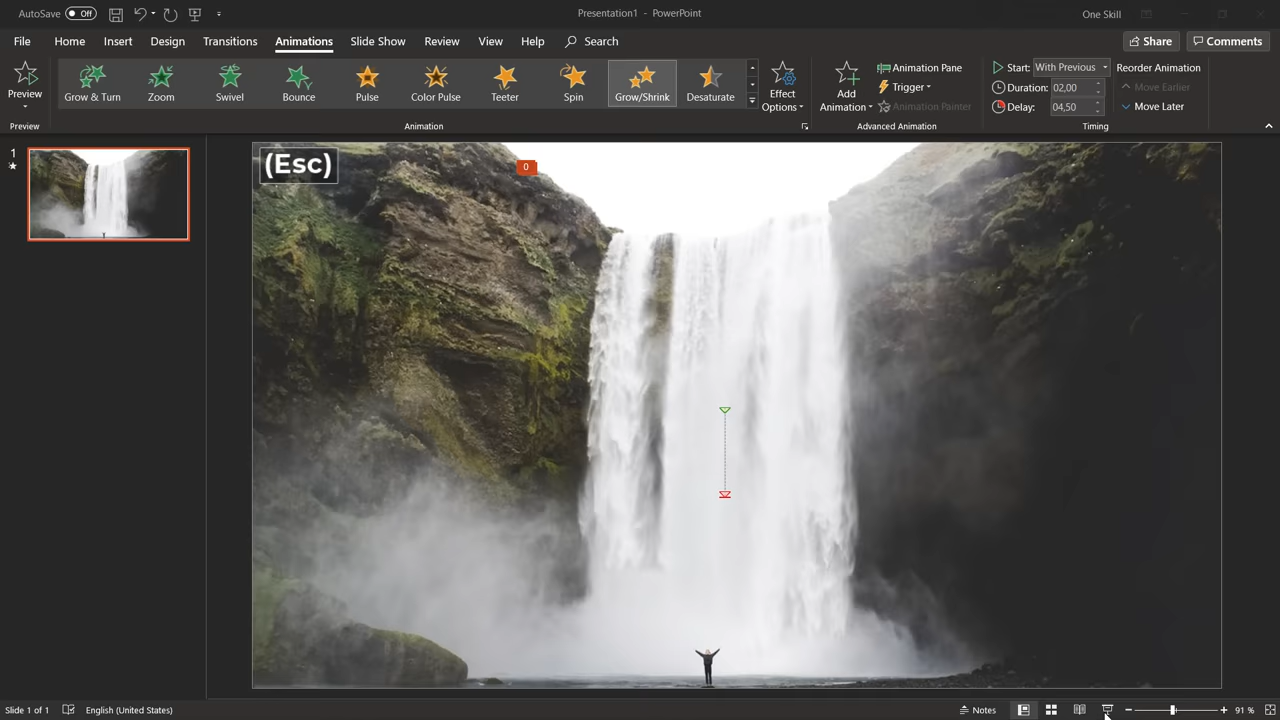 AutoSave Off Presentation1 - PowerPoint One Skill
File Home Insert Design Transitions Animations Slide Show Review View Help Search Share Comments
Preview Grow & Turn Zoom Swivel Bounce Pulse Color Pulse Teeter Spin Grow/Shrink Desaturate Effect Options Add Animation Animation Pane Trigger Animation Painter
Start: With Previous Reorder Animation
Duration: 02,00 Move Earlier
Delay: 04,50 Move Later
Preview Animation Advanced Animation Timing
1
(Esc)
0
Slide 1 of 1 English (United States) Notes 91 %